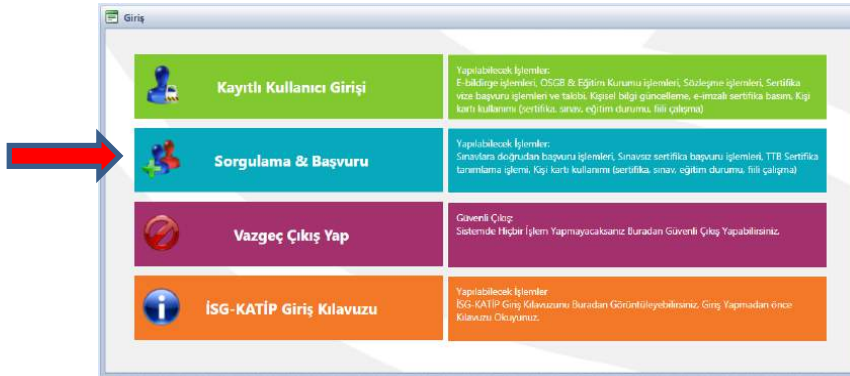 Giriş
Kayıtlı Kullanıcı Girişi
Yapılabilecek İşlemler:
E-bildirge işlemleri, OSGB & Eğitim Kurumu işlemleri, Sözleşme işlemleri, Sertifika
vize başvuru işlemleri ve takibi, Kişisel bilgi güncelleme, e-imzalı sertifika basım, Kişi
kartı kullanımı (sertifika, sınav, eğitim durumu, fiili çalışma)
Sorgulama & Başvuru
Yapılabilecek İşlemler:
Sınavlara doğrudan başvuru işlemleri, Sınavsız sertifika başvuru işlemleri, TTB Sertifika
tanımlama işlemi, Kişi kartı kullanımı (sertifika, sınav, eğitim durumu, fiili çalışma)
Vazgeç Çıkış Yap
Güvenli Çıkış:
Sistemde Hiçbir İşlem Yapmayacaksanız Buradan Güvenli Çıkış Yapabilirsiniz.
İSG-KATİP Giriş Kılavuzu
Yapılabilecek İşlemler
İSG-KATİP Giriş Kılavuzunu Buradan Görüntüleyebilirsiniz. Giriş Yapmadan önce
Kılavuzu Okuyunuz.